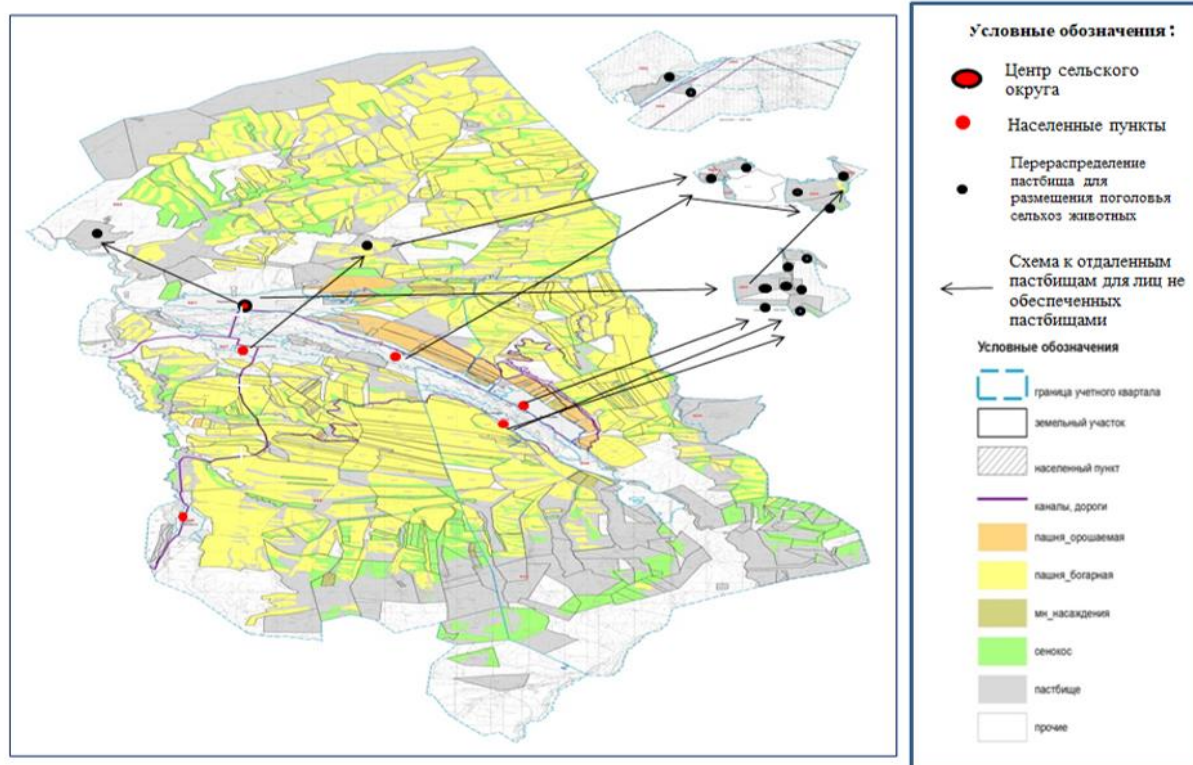 Условные обозначения :
Центр сельского
округа
Населенные пункты
Перераспределение
пастбища для
размещения поголовья
сельхоз животных
Схема к отдаленным
пастбищам для лиц не
обеспеченных
пастбищами
Условные обозначения
граница учетного квартала
земельный участок
населенный пункт
каналы, дороги
пашня_орошаемая
пашня_богарная
мн_насаждения
сенокос
пастбище
прочие